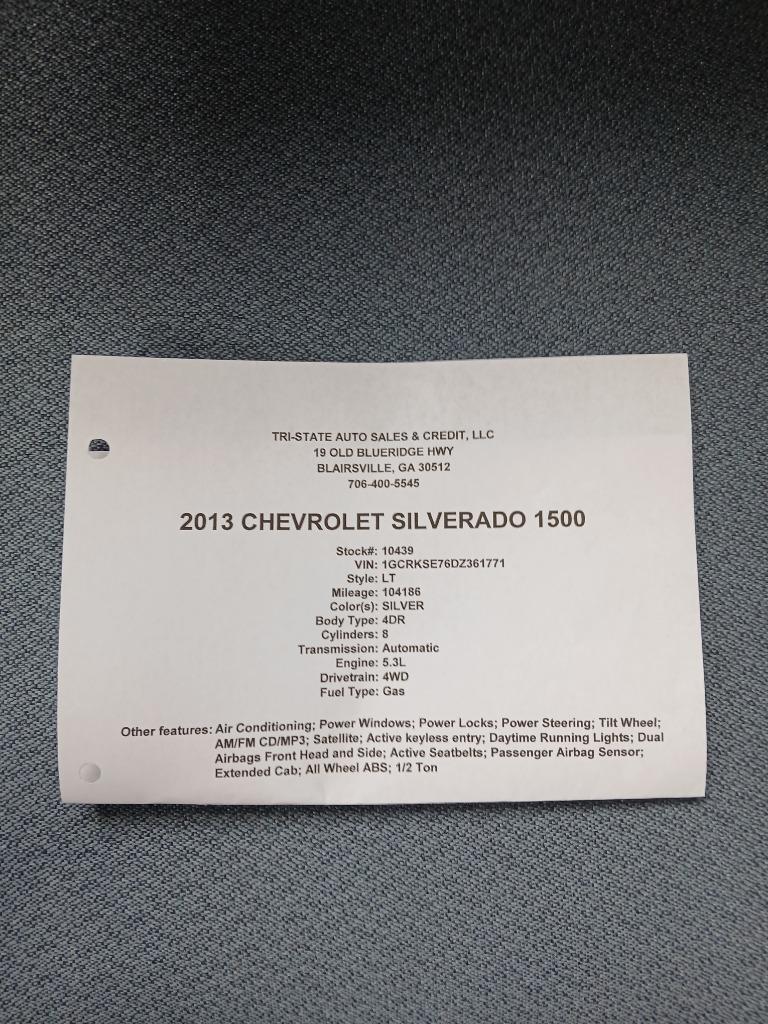 TRI-STATE AUTO SALES & CREDIT, LLC
19 OLD BLUERIDGE HWY
BLAIRSVILLE, GA 30512
706-400-5545
2013 CHEVROLET SILVERADO 1500
Stock#: 10439
VIN: 1GCRKSE76DZ361771
Style: LT
Mileage: 104186
Color(s): SILVER
Body Type: 4DR
Cylinders: 8
Transmission: Automatic
Engine: 5.3L
Drivetrain: 4WD
Fuel Type: Gas
Other features: Air Conditioning; Power Windows; Power Locks; Power Steering; Tilt Wheel;
AM/FM CD/MP3; Satellite; Active keyless entry; Daytime Running Lights; Dual
Airbags Front Head and Side; Active Seatbelts; Passenger Airbag Sensor;
Extended Cab; All Wheel ABS; 1/2 Ton